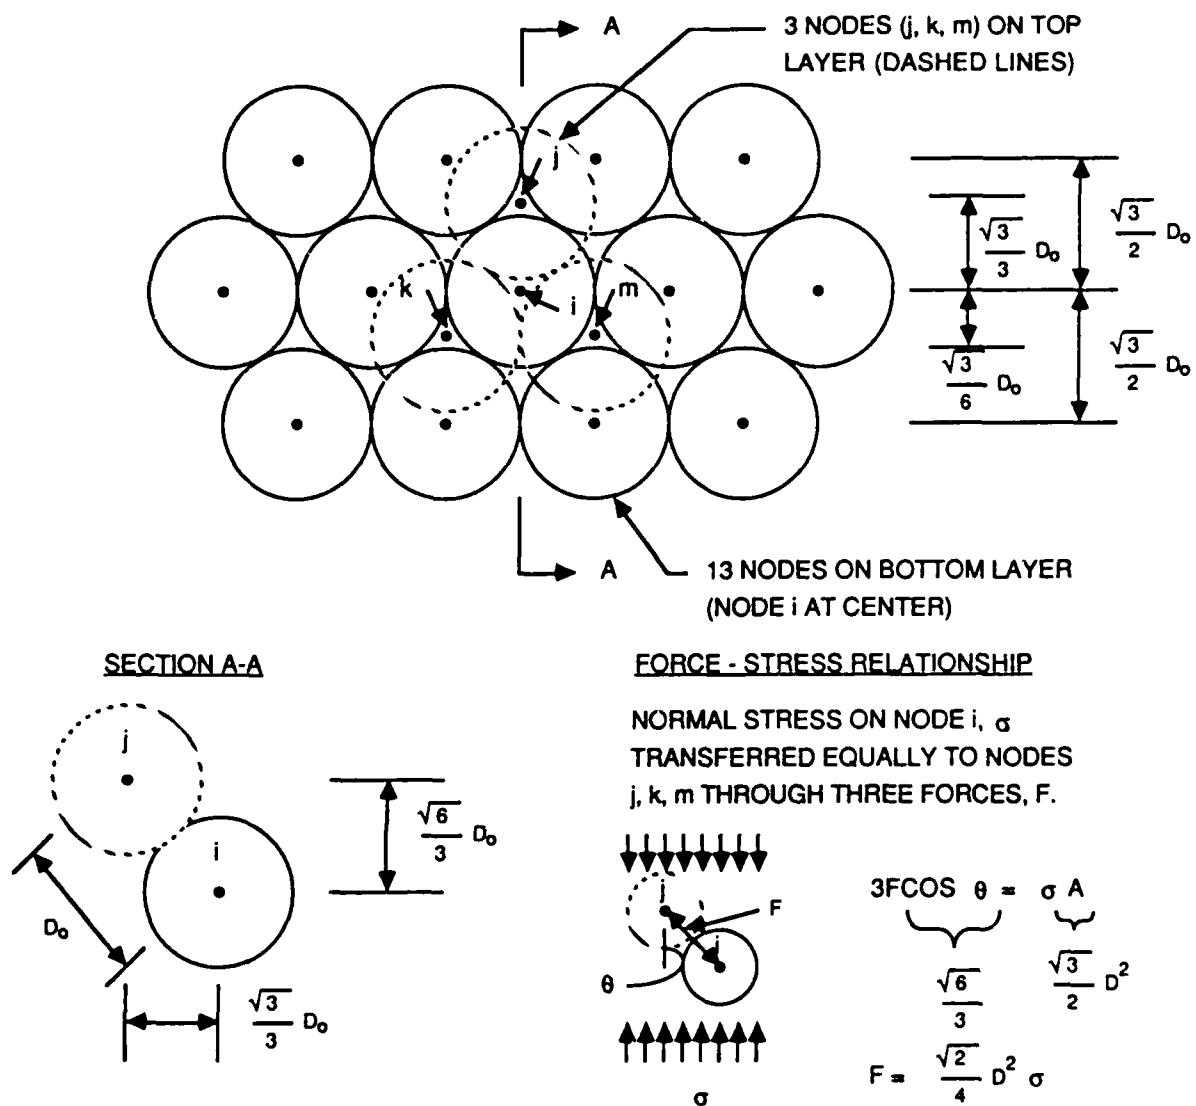 A
3 NODES (j, k, m) ON TOP
LAYER (DASHED LINES)
j
k
i
m
√3/3 D₀
√3/2 D₀
√3/6 D₀
√3/2 D₀
A
13 NODES ON BOTTOM LAYER
(NODE i AT CENTER)
SECTION A-A
j
i
√6/3 D₀
D₀
√3/3 D₀
FORCE - STRESS RELATIONSHIP
NORMAL STRESS ON NODE i, σ
TRANSFERRED EQUALLY TO NODES
j, k, m THROUGH THREE FORCES, F.
j
F
i
θ
σ
3FCOS θ = σ A
√6/3
√3/2 D²
F = √2/4 D² σ